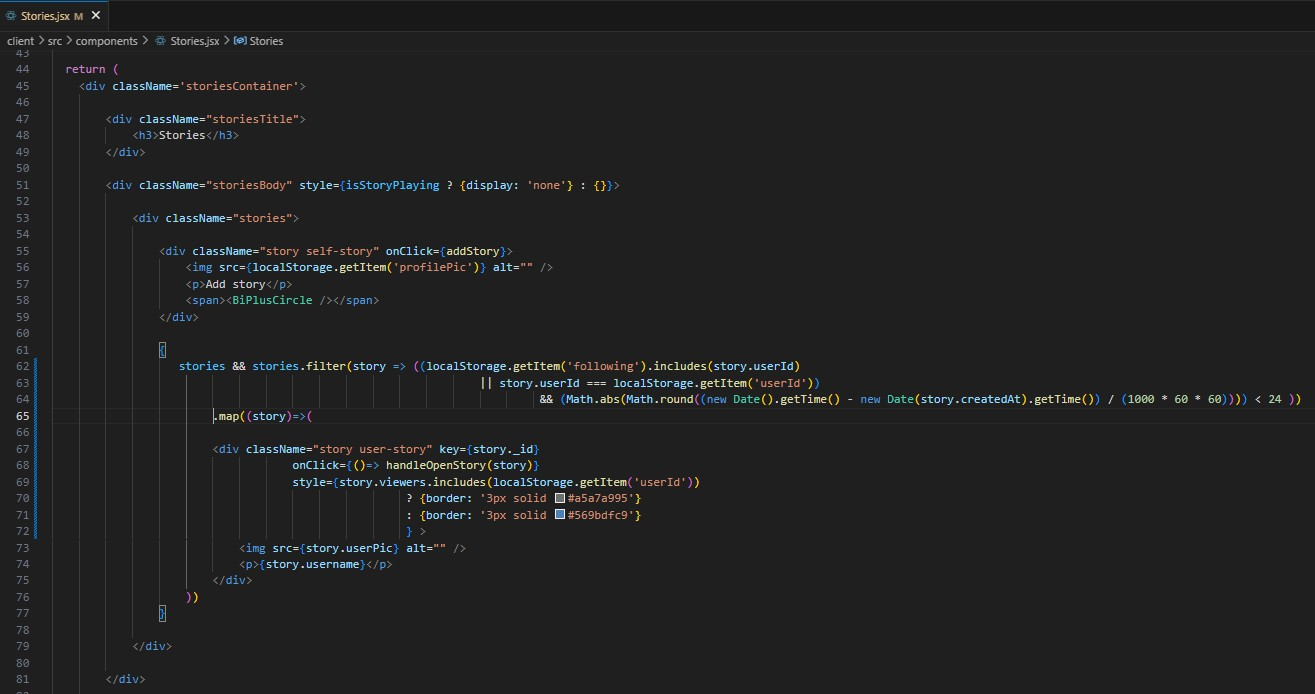 Stories.jsx M ×
client > src > components > Stories.jsx > Stories
43
44 return (
45 <div className='storiesContainer'>
46
47 <div className="storiesTitle">
48 <h3>Stories</h3>
49 </div>
50
51 <div className="storiesBody" style={isStoryPlaying ? {display: 'none'} : {}}>
52
53 <div className="stories">
54
55 <div className="story self-story" onClick={addStory}>
56 <img src={localStorage.getItem('profilePic')} alt="" />
57 <p>Add story</p>
58 <span><BiPlusCircle /></span>
59 </div>
60
61 {
62 stories && stories.filter(story => ((localStorage.getItem('following').includes(story.userId)
63 || story.userId === localStorage.getItem('userId'))
64 && (Math.abs(Math.round((new Date().getTime() - new Date(story.createdAt).getTime()) / (1000 * 60 * 60)))) < 24 ))
65 .map((story)=>(
66
67 <div className="story user-story" key={story._id}
68 onClick={()=> handleOpenStory(story)}
69 style={story.viewers.includes(localStorage.getItem('userId'))
70 ? {border: '3px solid #a5a7a995'}
71 : {border: '3px solid #569bdfc9'}
72 } >
73 <img src={story.userPic} alt="" />
74 <p>{story.username}</p>
75 </div>
76 ))
77 }
78
79 </div>
80
81 </div>